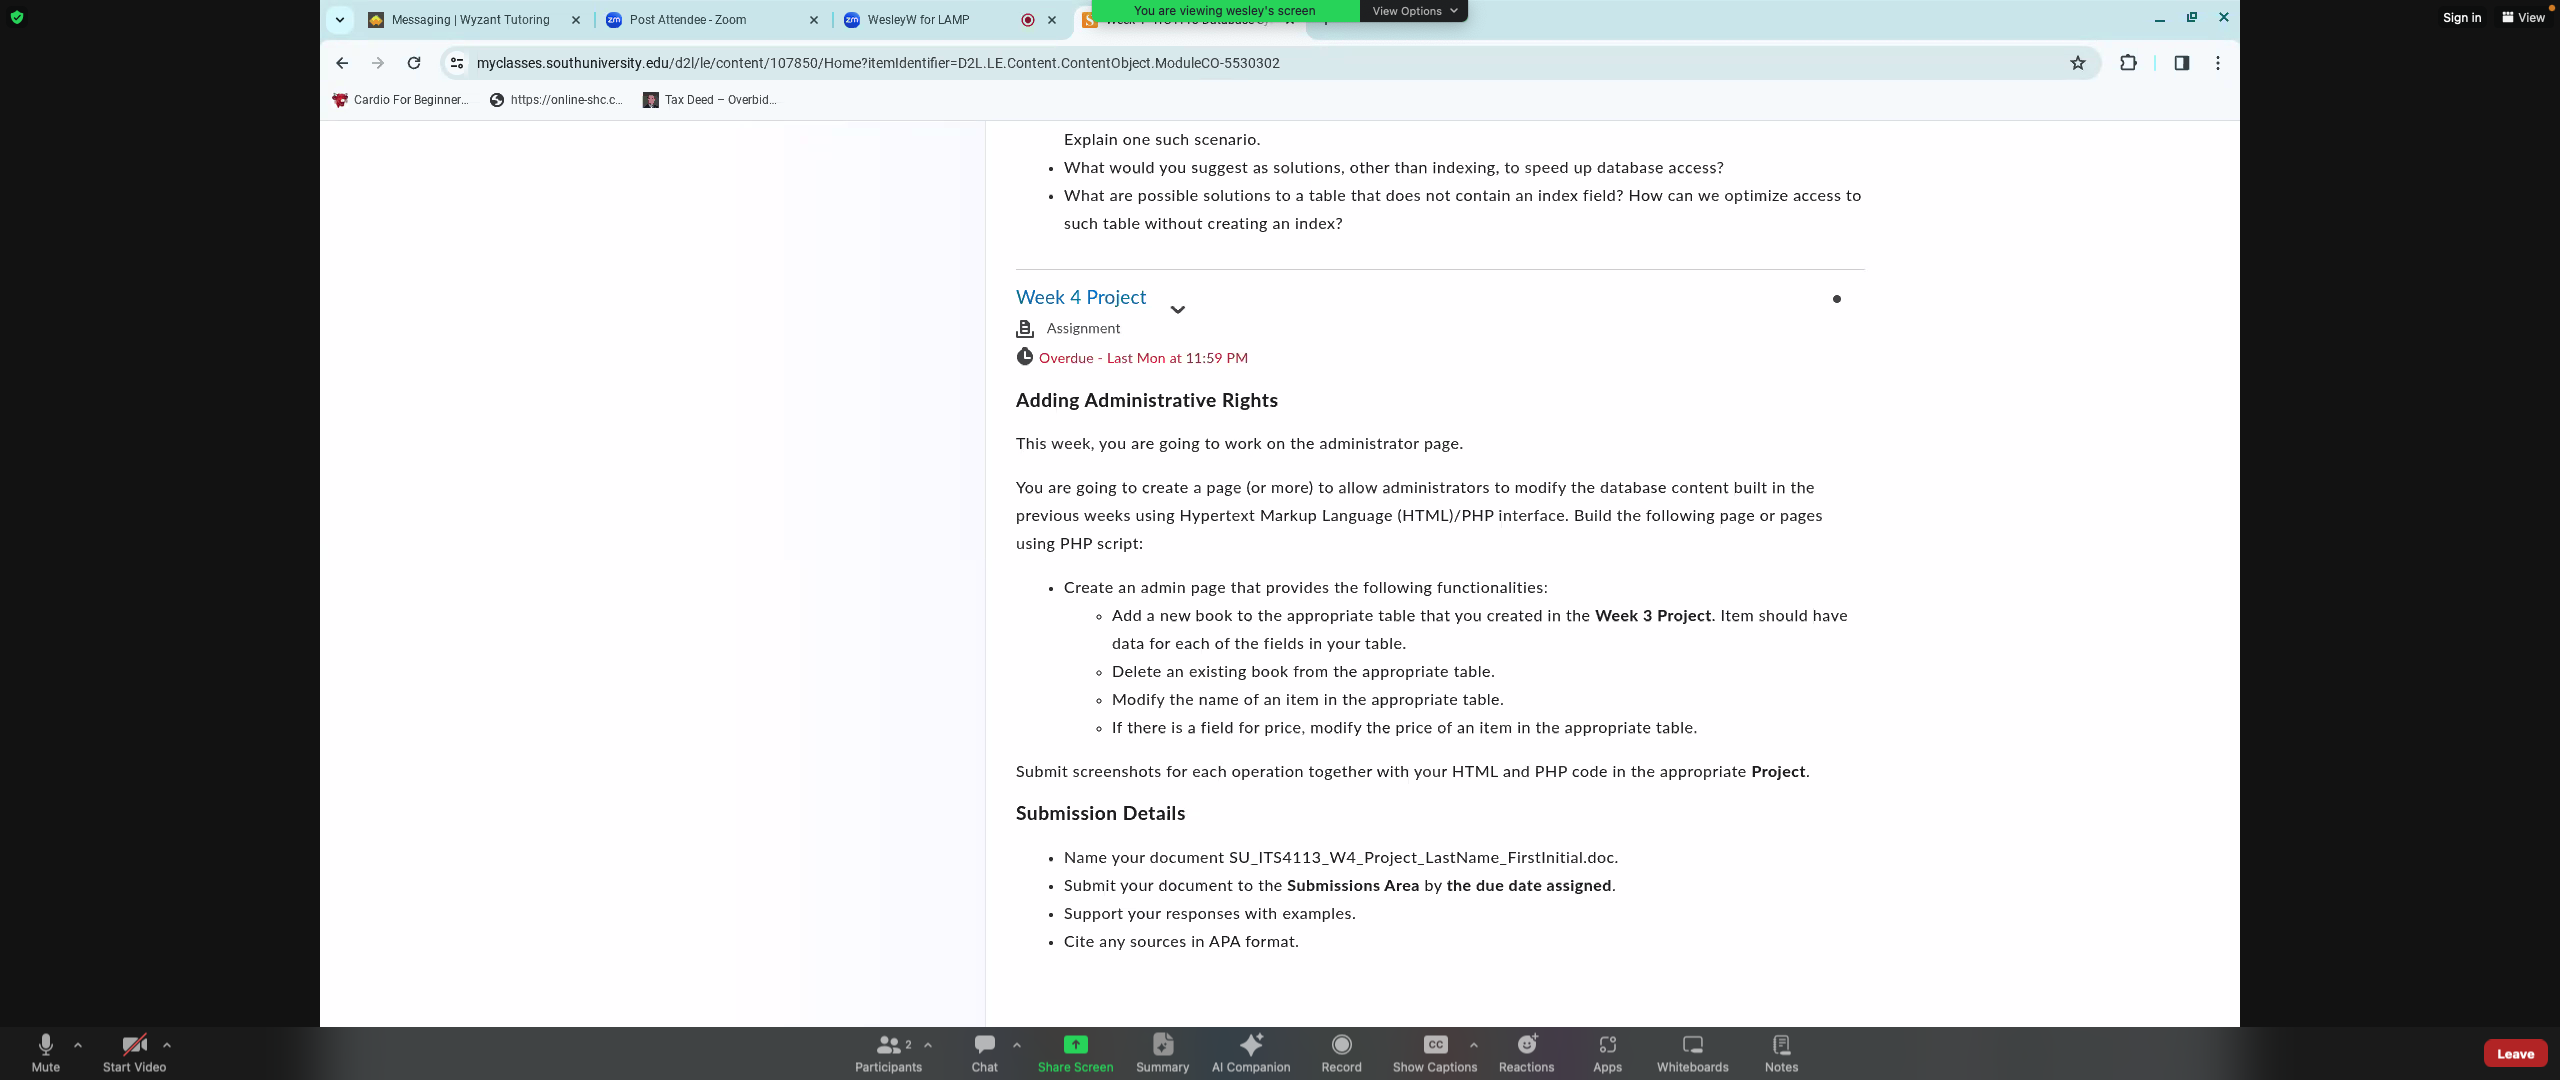 You are viewing wesley's screen
View Options
Sign in
View
Messaging | Wyzant Tutoring
Post Attendee - Zoom
WesleyW for LAMP
myclasses.southuniversity.edu/d2l/le/content/107850/Home?itemIdentifier=D2L.LE.Content.ContentObject.ModuleCO-5530302
Cardio For Beginner...
https://online-shc.c...
Tax Deed – Overbid...
Explain one such scenario.
• What would you suggest as solutions, other than indexing, to speed up database access?
• What are possible solutions to a table that does not contain an index field? How can we optimize access to
such table without creating an index?
Week 4 Project
Assignment
Overdue - Last Mon at 11:59 PM
Adding Administrative Rights
This week, you are going to work on the administrator page.
You are going to create a page (or more) to allow administrators to modify the database content built in the
previous weeks using Hypertext Markup Language (HTML)/PHP interface. Build the following page or pages
using PHP script:
• Create an admin page that provides the following functionalities:
◦ Add a new book to the appropriate table that you created in the Week 3 Project. Item should have
data for each of the fields in your table.
◦ Delete an existing book from the appropriate table.
◦ Modify the name of an item in the appropriate table.
◦ If there is a field for price, modify the price of an item in the appropriate table.
Submit screenshots for each operation together with your HTML and PHP code in the appropriate Project.
Submission Details
• Name your document SU_ITS4113_W4_Project_LastName_FirstInitial.doc.
• Submit your document to the Submissions Area by the due date assigned.
• Support your responses with examples.
• Cite any sources in APA format.
Mute
Start Video
Participants
2
Chat
Share Screen
Summary
AI Companion
Record
CC
Show Captions
Reactions
Apps
Whiteboards
Notes
Leave